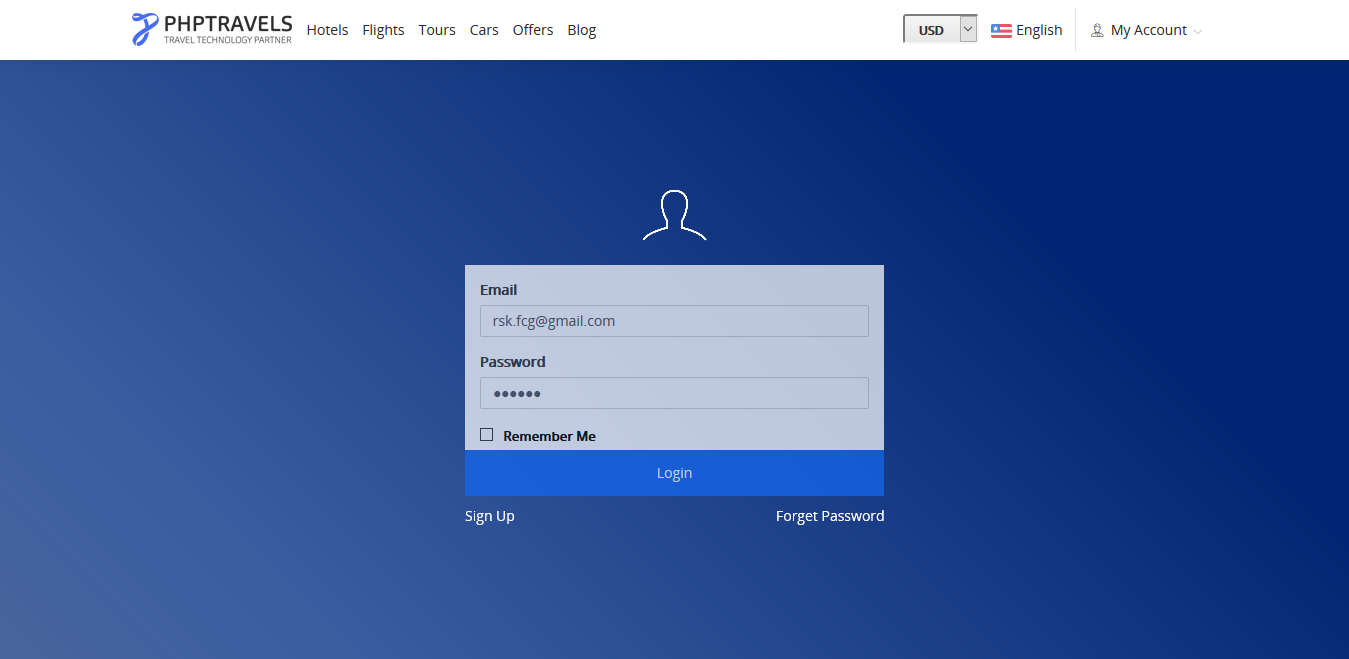 PHPTRAVELS
TRAVEL TECHNOLOGY PARTNER
Hotels Flights Tours Cars Offers Blog USD English My Account
Email
rsk.fcg@gmail.com
Password
●●●●●●
Remember Me
Login
Sign Up Forget Password